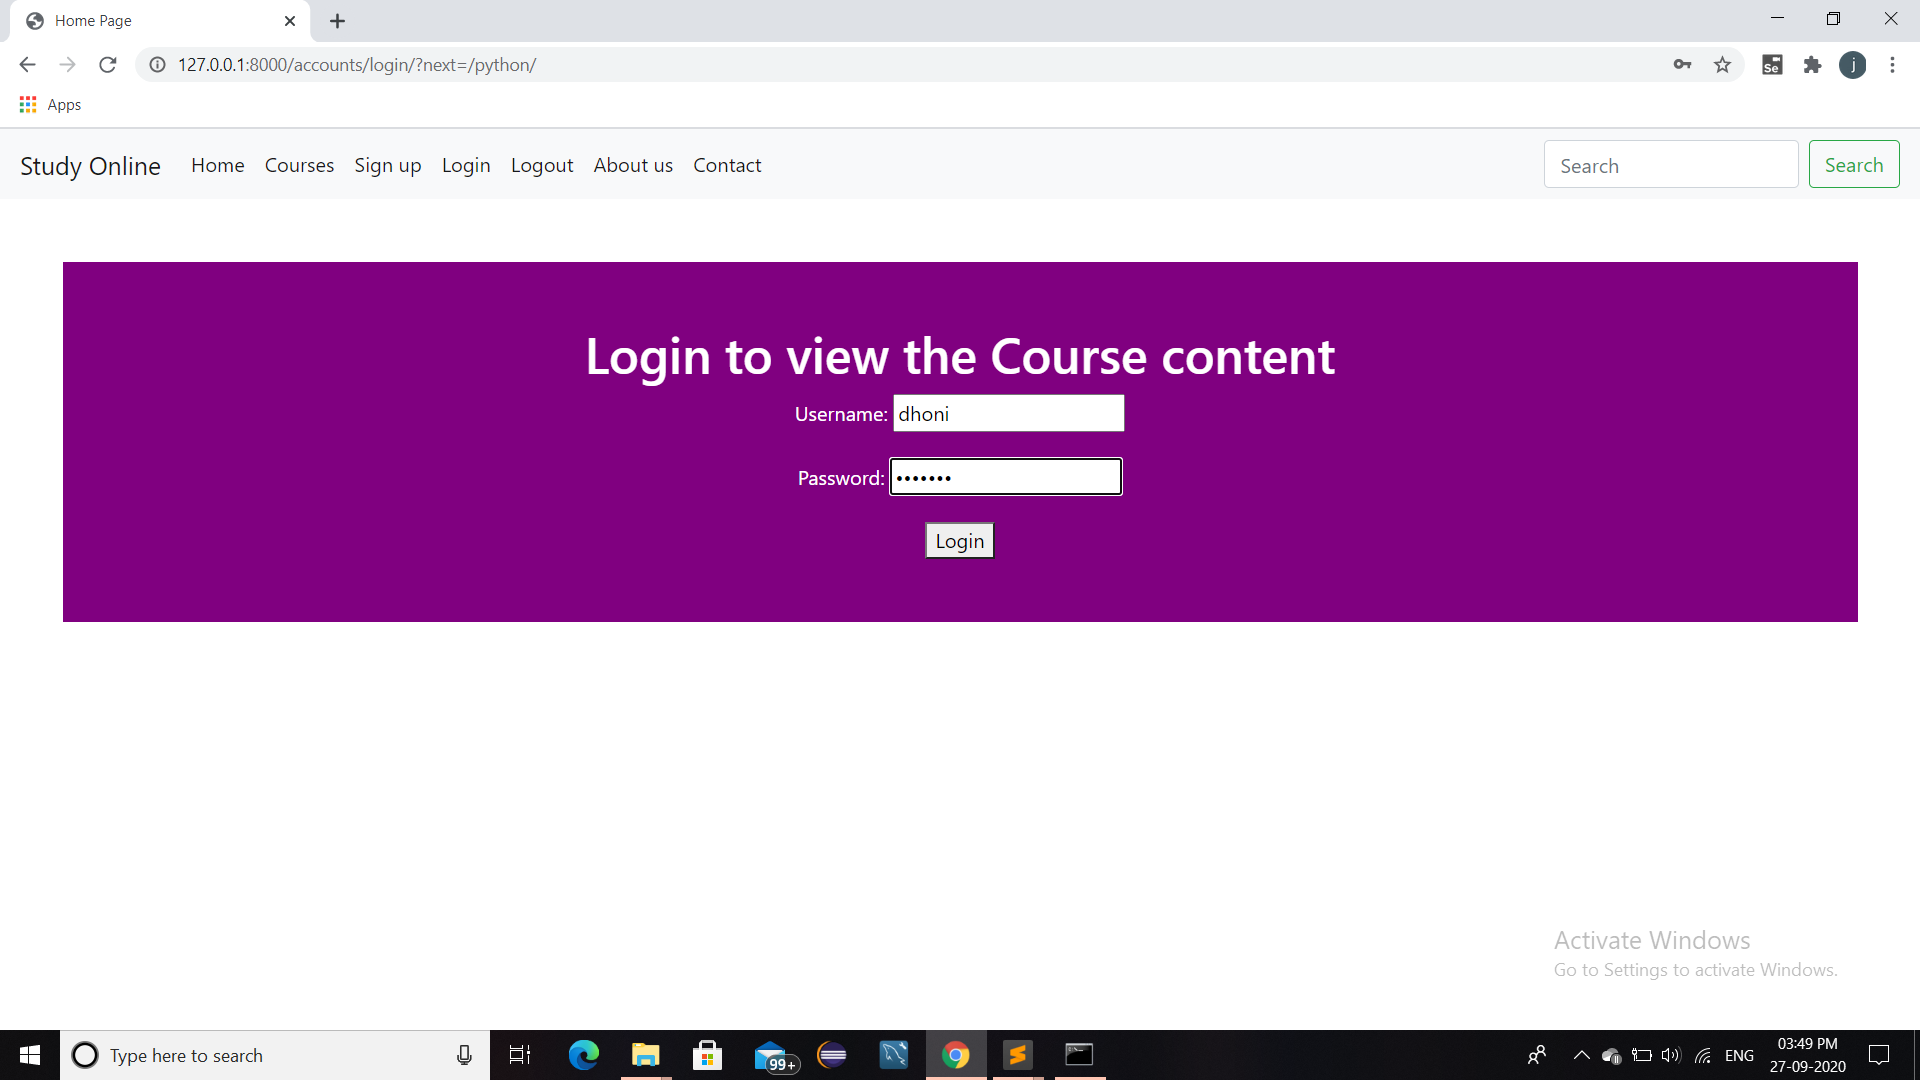 Home Page
127.0.0.1:8000/accounts/login/?next=/python/
j
Se
Apps
Study Online Home Courses Sign up Login Logout About us Contact Search Search
Login to view the Course content
Username: dhoni
Password: •••••••
Login
Activate Windows
Go to Settings to activate Windows.
Type here to search
99+
ENG
03:49 PM
27-09-2020